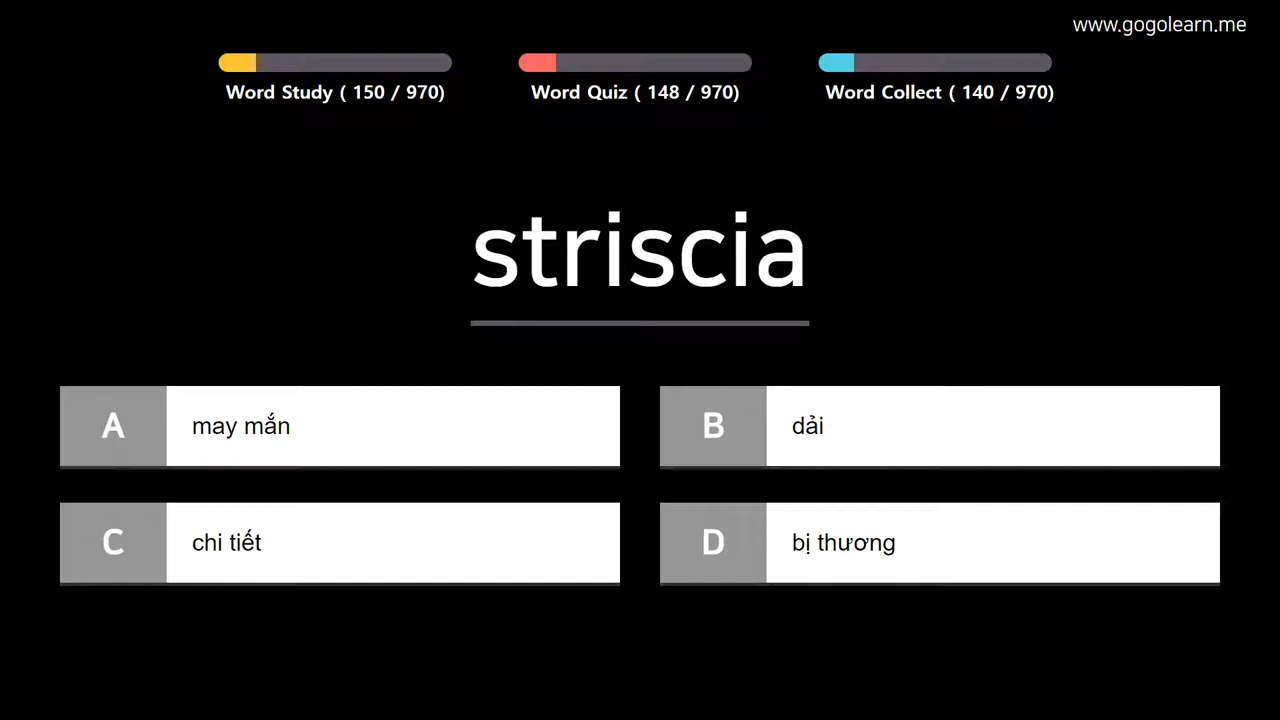 www.gogolearn.me
Word Study ( 150 / 970)
Word Quiz ( 148 / 970)
Word Collect ( 140 / 970)
striscia
A may mắn
B dải
C chi tiết
D bị thương